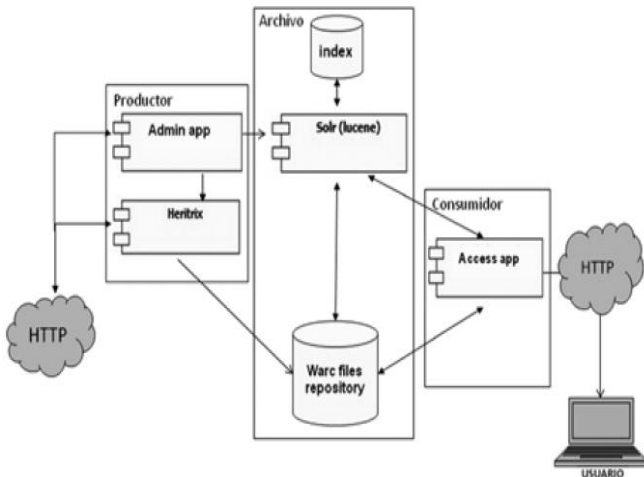 Archivo
index
Productor
Admin app
Solr (lucene)
Heritrix
Consumidor
Access app
HTTP
HTTP
Warc files
repository
USUARIO